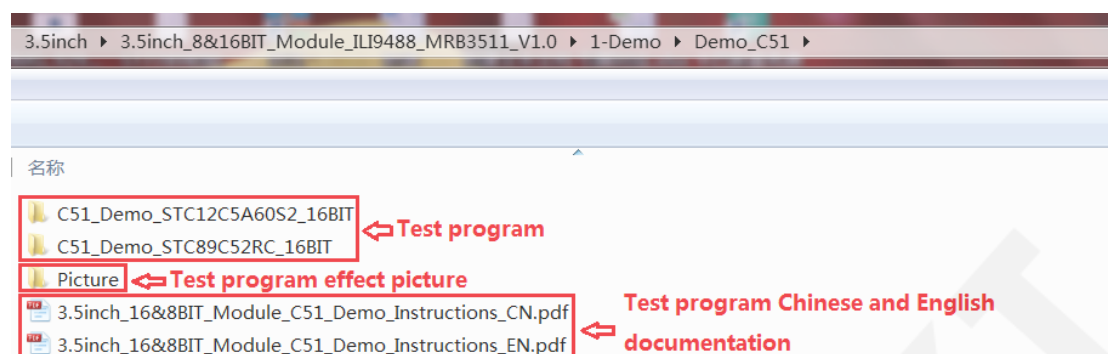 3.5inch ▸ 3.5inch_8&16BIT_Module_ILI9488_MRB3511_V1.0 ▸ 1-Demo ▸ Demo_C51 ▸
名称
C51_Demo_STC12C5A60S2_16BIT
C51_Demo_STC89C52RC_16BIT
Test program
Picture
Test program effect picture
3.5inch_16&8BIT_Module_C51_Demo_Instructions_CN.pdf
3.5inch_16&8BIT_Module_C51_Demo_Instructions_EN.pdf
Test program Chinese and English
documentation